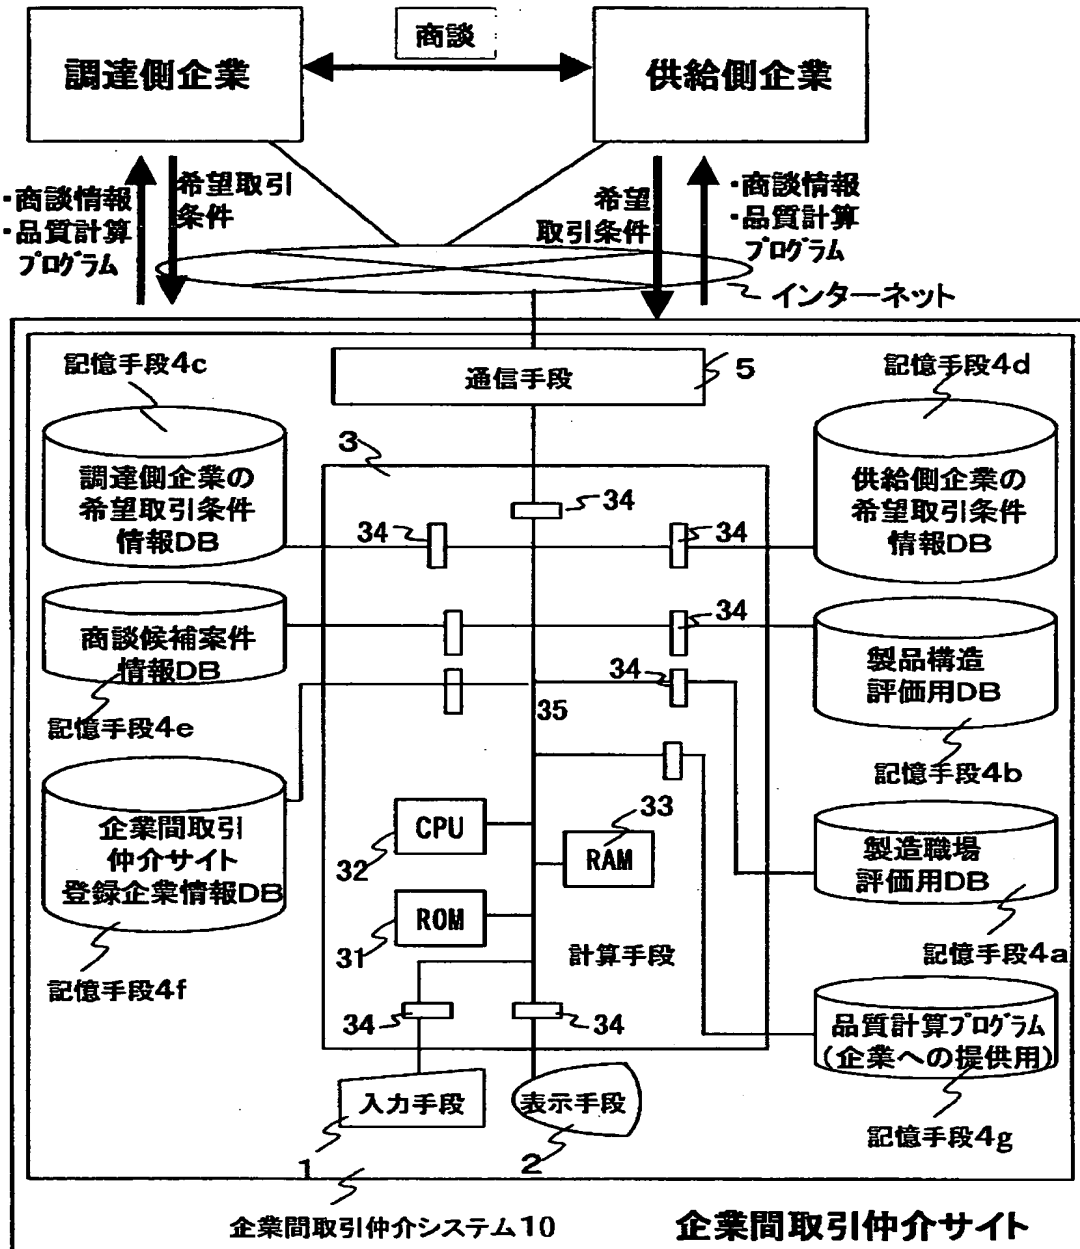 商談
調達側企業
供給側企業
・商談情報
・品質計算
プログラム
希望取引
条件
希望
取引条件
・商談情報
・品質計算
プログラム
インターネット
記憶手段4c
通信手段
5
記憶手段4d
調達側企業の
希望取引条件
情報DB
3
34
34
34
供給側企業の
希望取引条件
情報DB
商談候補案件
情報DB
34
製品構造
評価用DB
34
35
記憶手段4e
記憶手段4b
企業間取引
仲介サイト
登録企業情報DB
CPU
32
33
RAM
製造職場
評価用DB
ROM
31
計算手段
記憶手段4a
記憶手段4f
34
34
品質計算プログラム
(企業への提供用)
入力手段
表示手段
1
2
記憶手段4g
企業間取引仲介システム10
企業間取引仲介サイト